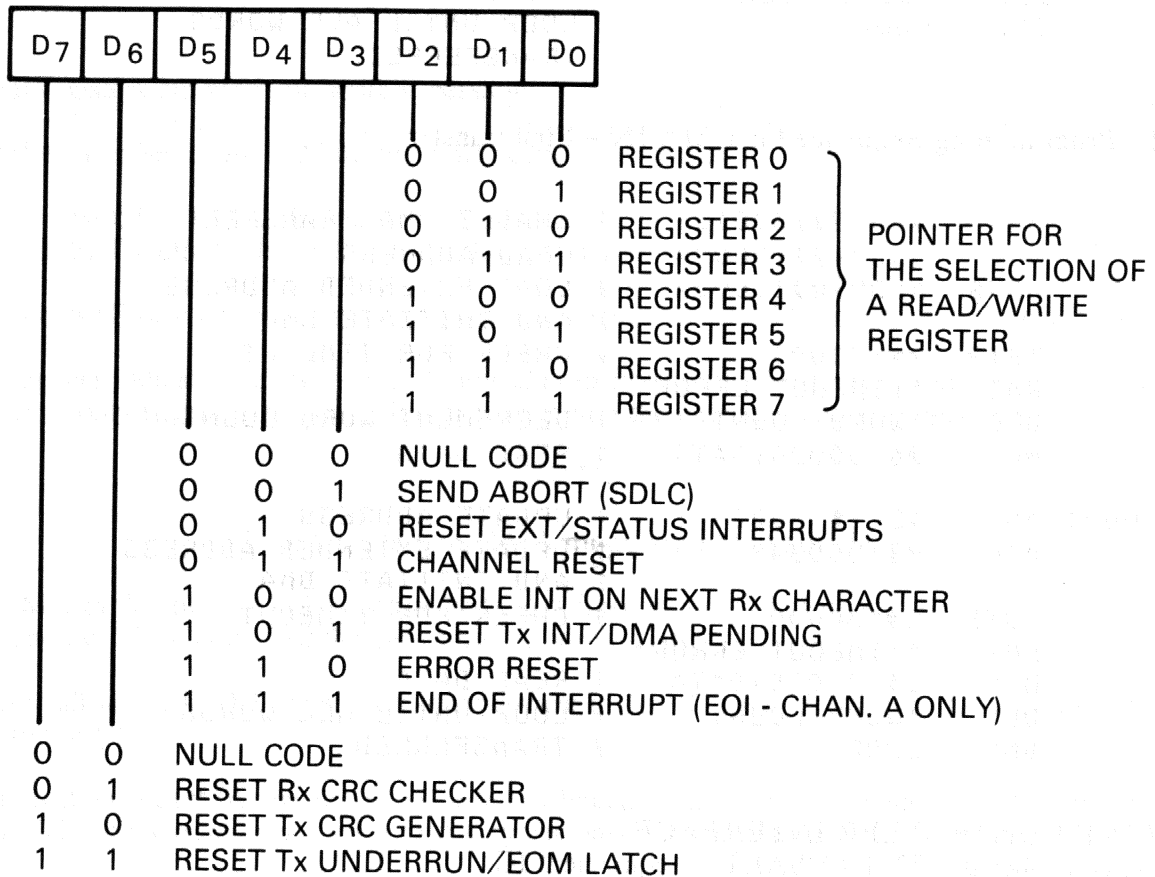 D7 D6 D5 D4 D3 D2 D1 D0
0 0 0 REGISTER 0
0 0 1 REGISTER 1
0 1 0 REGISTER 2
0 1 1 REGISTER 3
1 0 0 REGISTER 4
1 0 1 REGISTER 5
1 1 0 REGISTER 6
1 1 1 REGISTER 7
POINTER FOR
THE SELECTION OF
A READ/WRITE
REGISTER
0 0 0 NULL CODE
0 0 1 SEND ABORT (SDLC)
0 1 0 RESET EXT/STATUS INTERRUPTS
0 1 1 CHANNEL RESET
1 0 0 ENABLE INT ON NEXT Rx CHARACTER
1 0 1 RESET Tx INT/DMA PENDING
1 1 0 ERROR RESET
1 1 1 END OF INTERRUPT (EOI - CHAN. A ONLY)
0 0 NULL CODE
0 1 RESET Rx CRC CHECKER
1 0 RESET Tx CRC GENERATOR
1 1 RESET Tx UNDERRUN/EOM LATCH